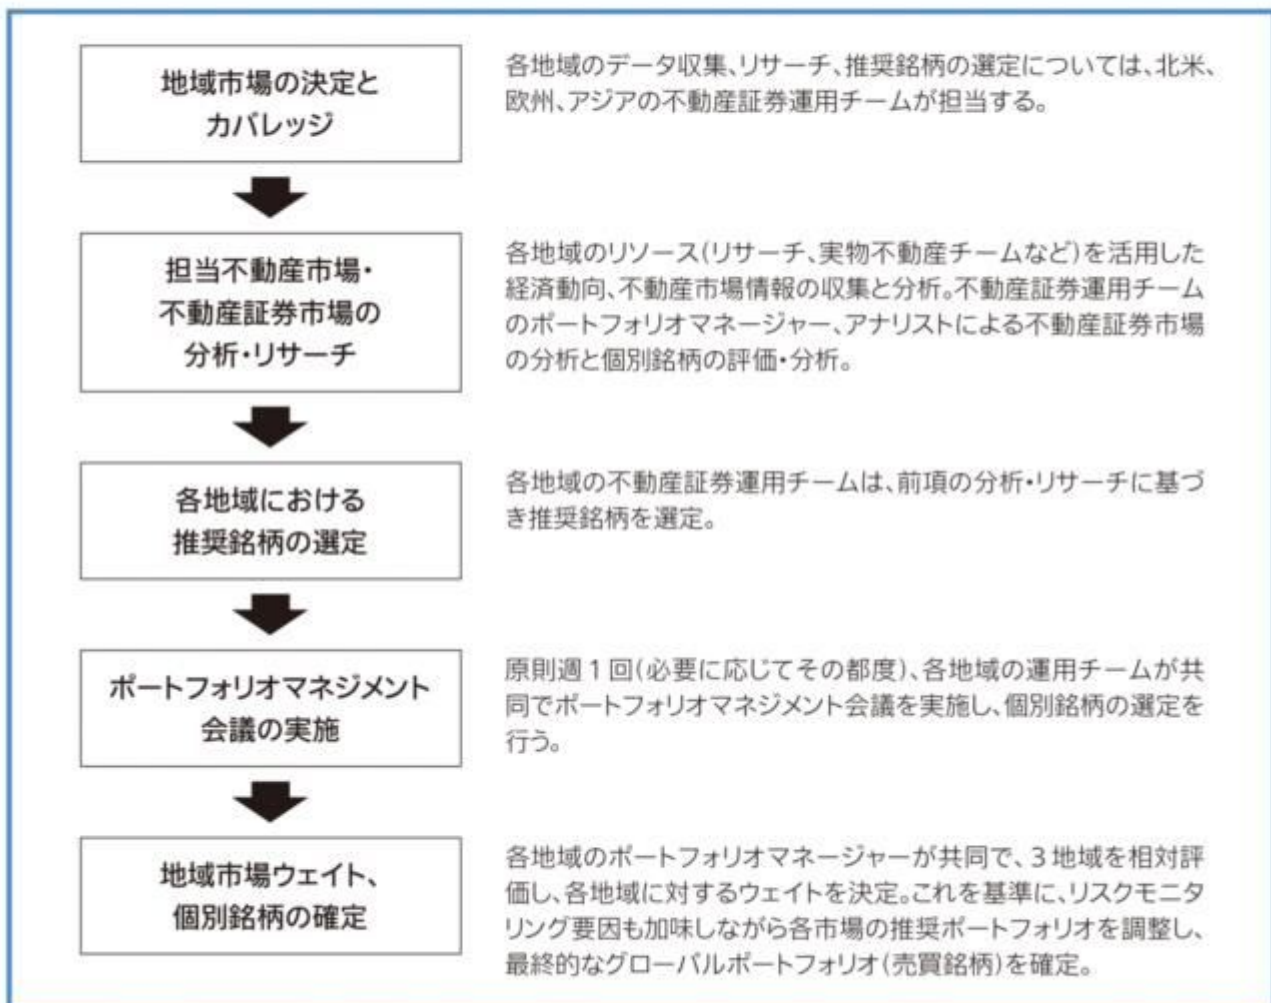 地域市場の決定と
カバレッジ
各地域のデータ収集、リサーチ、推奨銘柄の選定については、北米、
欧州、アジアの不動産証券運用チームが担当する。
担当不動産市場・
不動産証券市場の
分析・リサーチ
各地域のリソース(リサーチ、実物不動産チームなど)を活用した
経済動向、不動産市場情報の収集と分析。不動産証券運用チーム
のポートフォリオマネージャー、アナリストによる不動産証券市場
の分析と個別銘柄の評価・分析。
各地域における
推奨銘柄の選定
各地域の不動産証券運用チームは、前項の分析・リサーチに基づ
き推奨銘柄を選定。
ポートフォリオマネジメント
会議の実施
原則週1回(必要に応じてその都度)、各地域の運用チームが共
同でポートフォリオマネジメント会議を実施し、個別銘柄の選定を
行う。
地域市場ウェイト、
個別銘柄の確定
各地域のポートフォリオマネージャーが共同で、3地域を相対評
価し、各地域に対するウェイトを決定。これを基準に、リスクモニタ
リング要因も加味しながら各市場の推奨ポートフォリオを調整し、
最終的なグローバルポートフォリオ(売買銘柄)を確定。